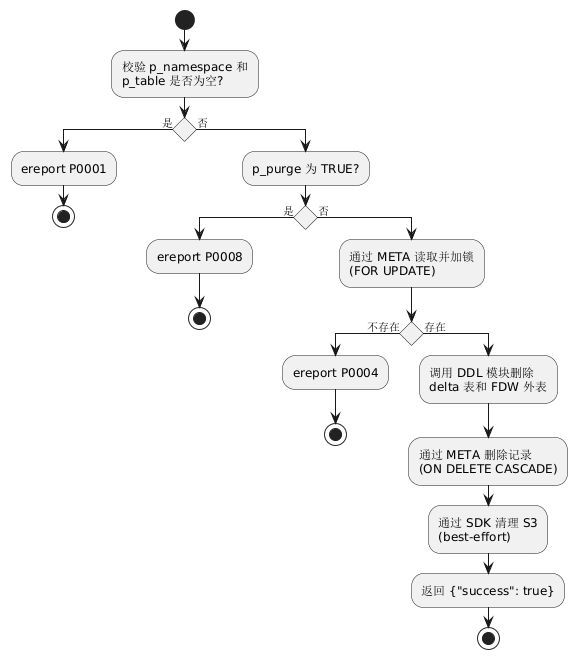 校验 p_namespace 和
p_table 是否为空?
是
否
ereport P0001
p_purge 为 TRUE?
是
否
ereport P0008
通过 META 读取并加锁
(FOR UPDATE)
不存在
存在
ereport P0004
调用 DDL 模块删除
delta 表和 FDW 外表
通过 META 删除记录
(ON DELETE CASCADE)
通过 SDK 清理 S3
(best-effort)
返回 {"success": true}